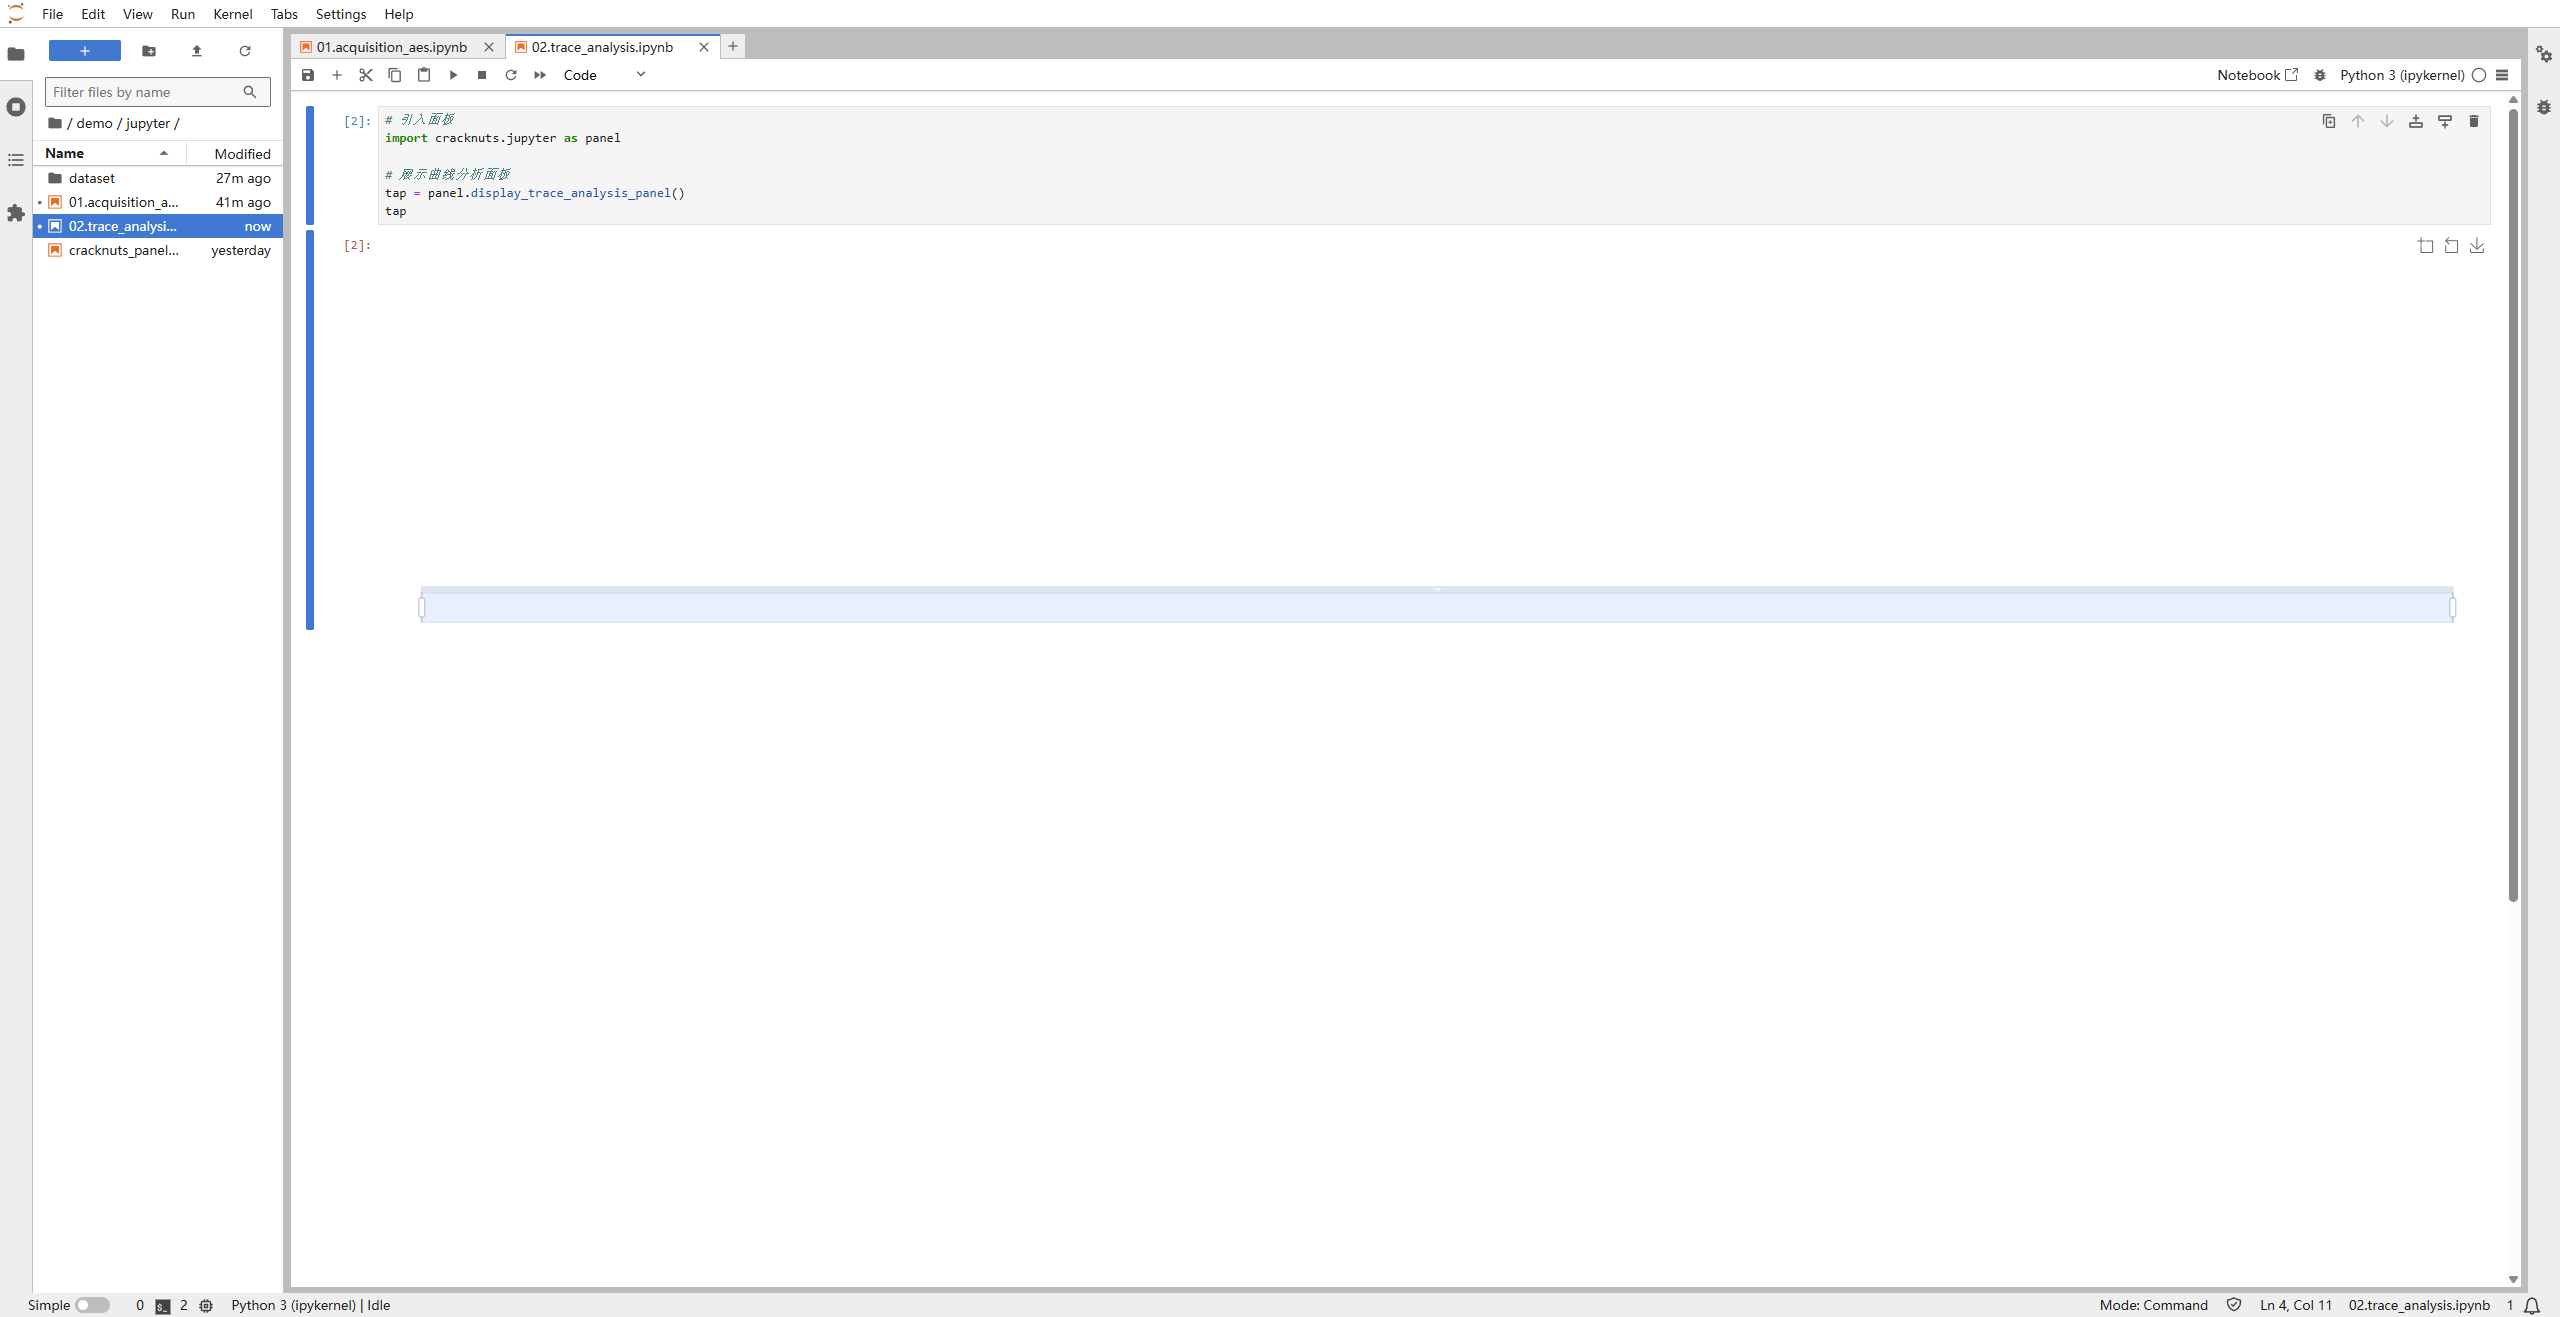 File Edit View Run Kernel Tabs Settings Help
Filter files by name
/ demo / jupyter /
Name Modified
dataset 27m ago
01.acquisition_a... 41m ago
02.trace_analysi... now
cracknuts_panel... yesterday
01.acquisition_aes.ipynb 02.trace_analysis.ipynb
Code Notebook Python 3 (ipykernel)
[2]: # 引入面板
import cracknuts.jupyter as panel
# 展示曲线分析面板
tap = panel.display_trace_analysis_panel()
tap
[2]:
Simple 0 $_ 2 Python 3 (ipykernel) | Idle Mode: Command Ln 4, Col 11 02.trace_analysis.ipynb 1